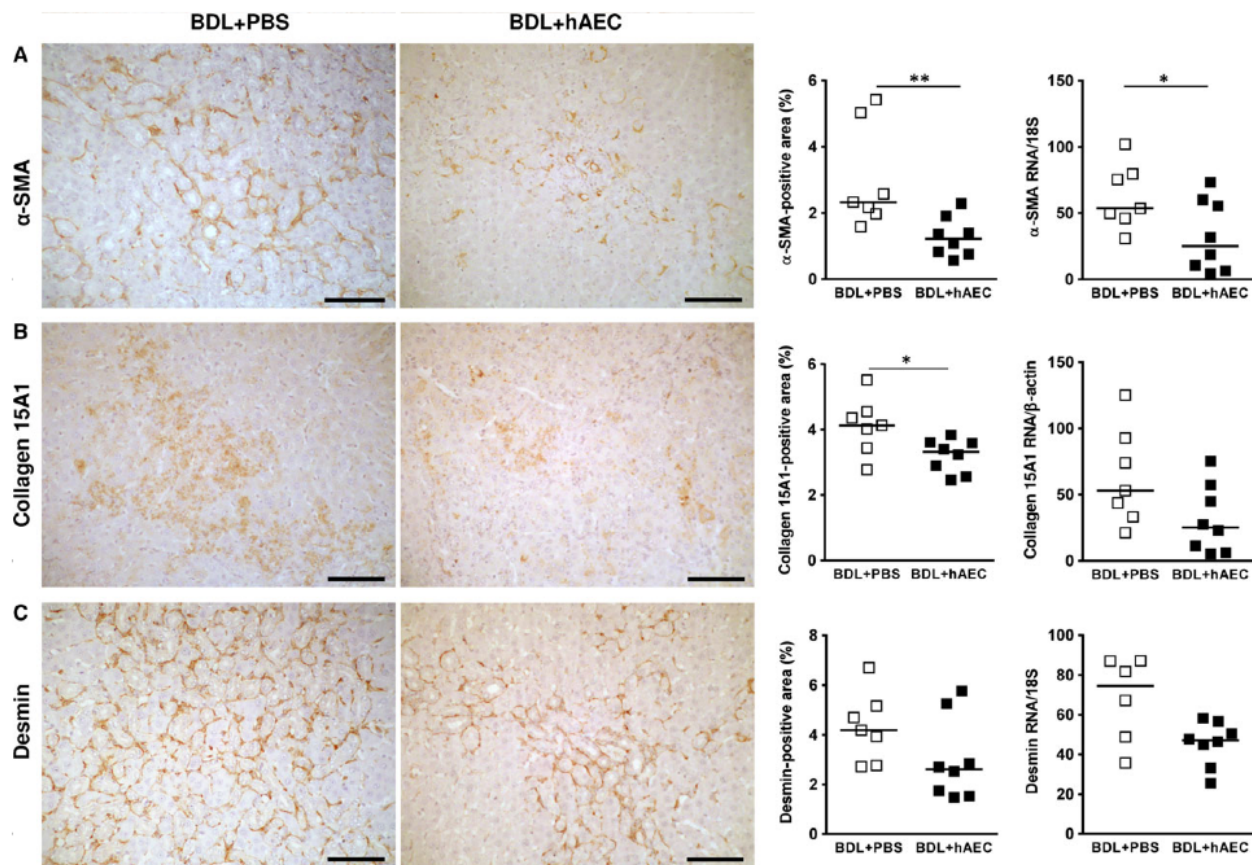 BDL+PBS BDL+hAEC
A
α-SMA
α-SMA-positive area (%)
6
4
2
0
**
BDL+PBS BDL+hAEC
α-SMA RNA/18S
150
100
50
0
*
BDL+PBS BDL+hAEC
B
Collagen 15A1
Collagen 15A1-positive area (%)
6
4
2
0
*
BDL+PBS BDL+hAEC
Collagen 15A1 RNA/β-actin
150
100
50
0
BDL+PBS BDL+hAEC
C
Desmin
Desmin-positive area (%)
8
6
4
2
0
BDL+PBS BDL+hAEC
Desmin RNA/18S
100
80
60
40
20
0
BDL+PBS BDL+hAEC